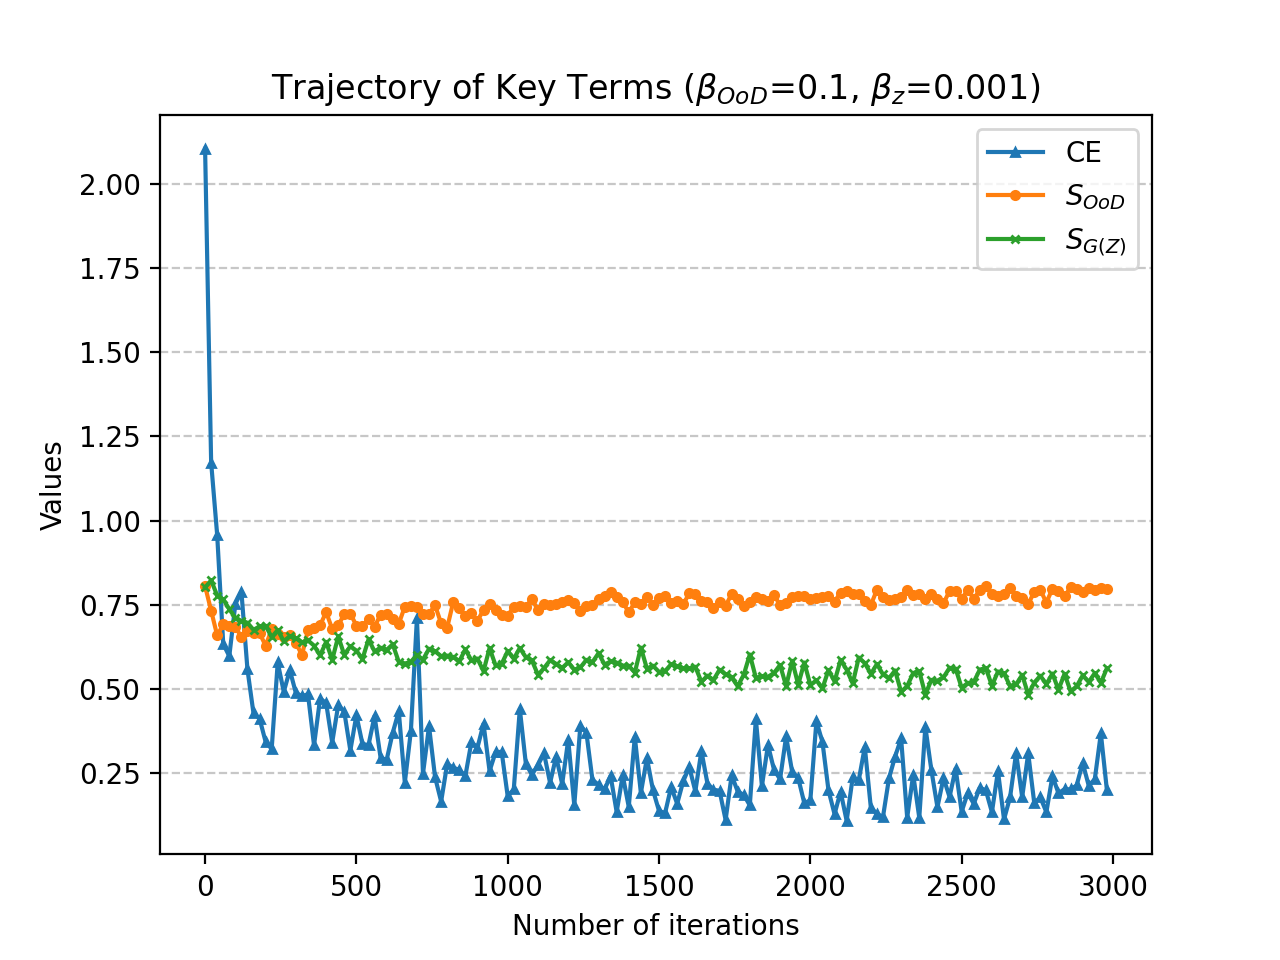 Trajectory of Key Terms (β_OoD=0.1, β_z=0.001)
CE
S_OoD
S_G(Z)
2.00
1.75
1.50
1.25
1.00
0.75
0.50
0.25
Values
0 500 1000 1500 2000 2500 3000
Number of iterations